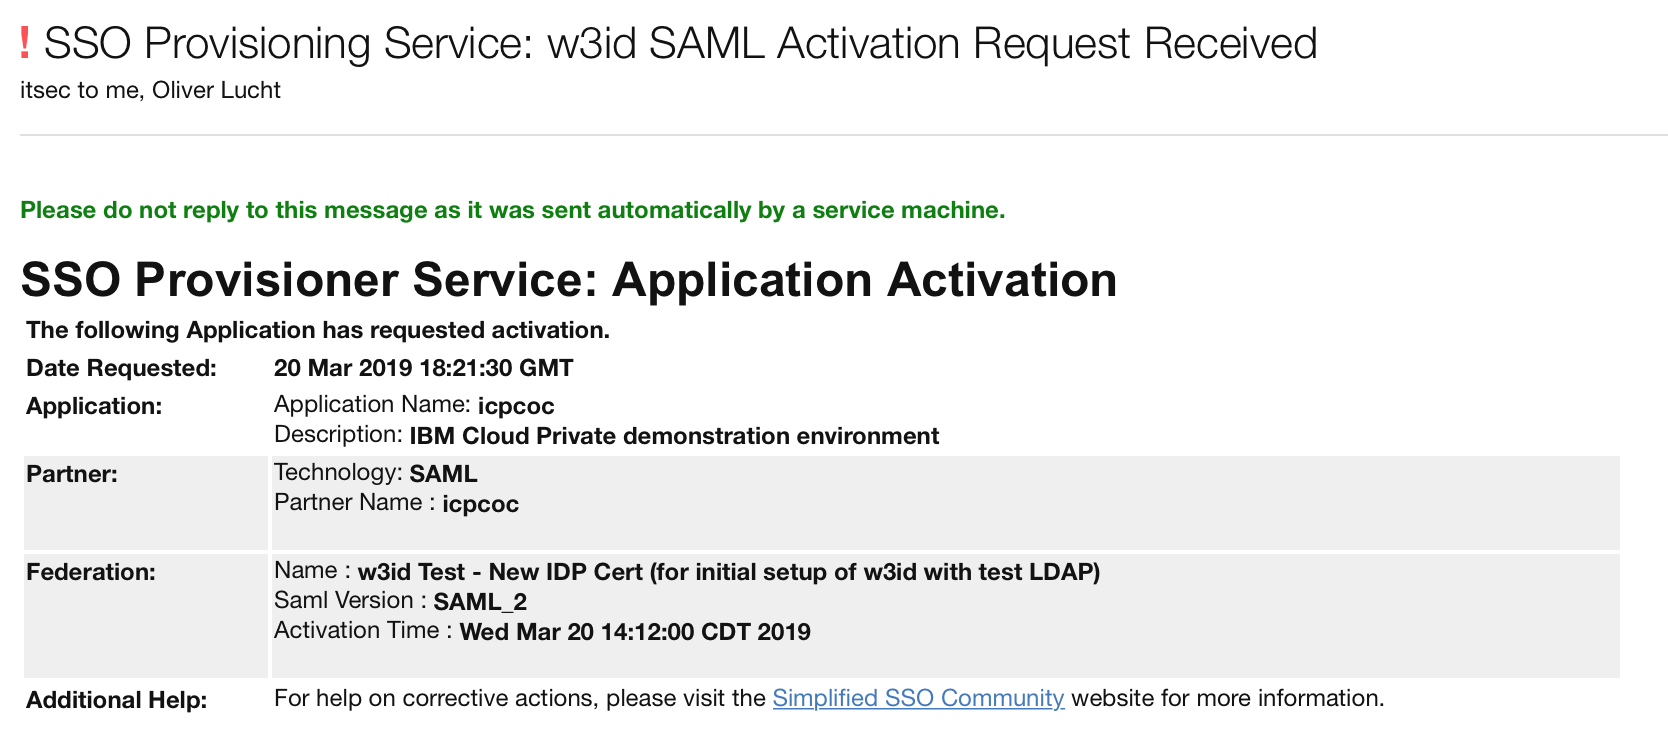 ! SSO Provisioning Service: w3id SAML Activation Request Received
itsec to me, Oliver Lucht
Please do not reply to this message as it was sent automatically by a service machine.
SSO Provisioner Service: Application Activation
The following Application has requested activation.
Date Requested: 20 Mar 2019 18:21:30 GMT
Application: Application Name: icpcoc
Description: IBM Cloud Private demonstration environment
Partner: Technology: SAML
Partner Name : icpcoc
Federation: Name : w3id Test - New IDP Cert (for initial setup of w3id with test LDAP)
Saml Version : SAML_2
Activation Time : Wed Mar 20 14:12:00 CDT 2019
Additional Help: For help on corrective actions, please visit the Simplified SSO Community website for more information.